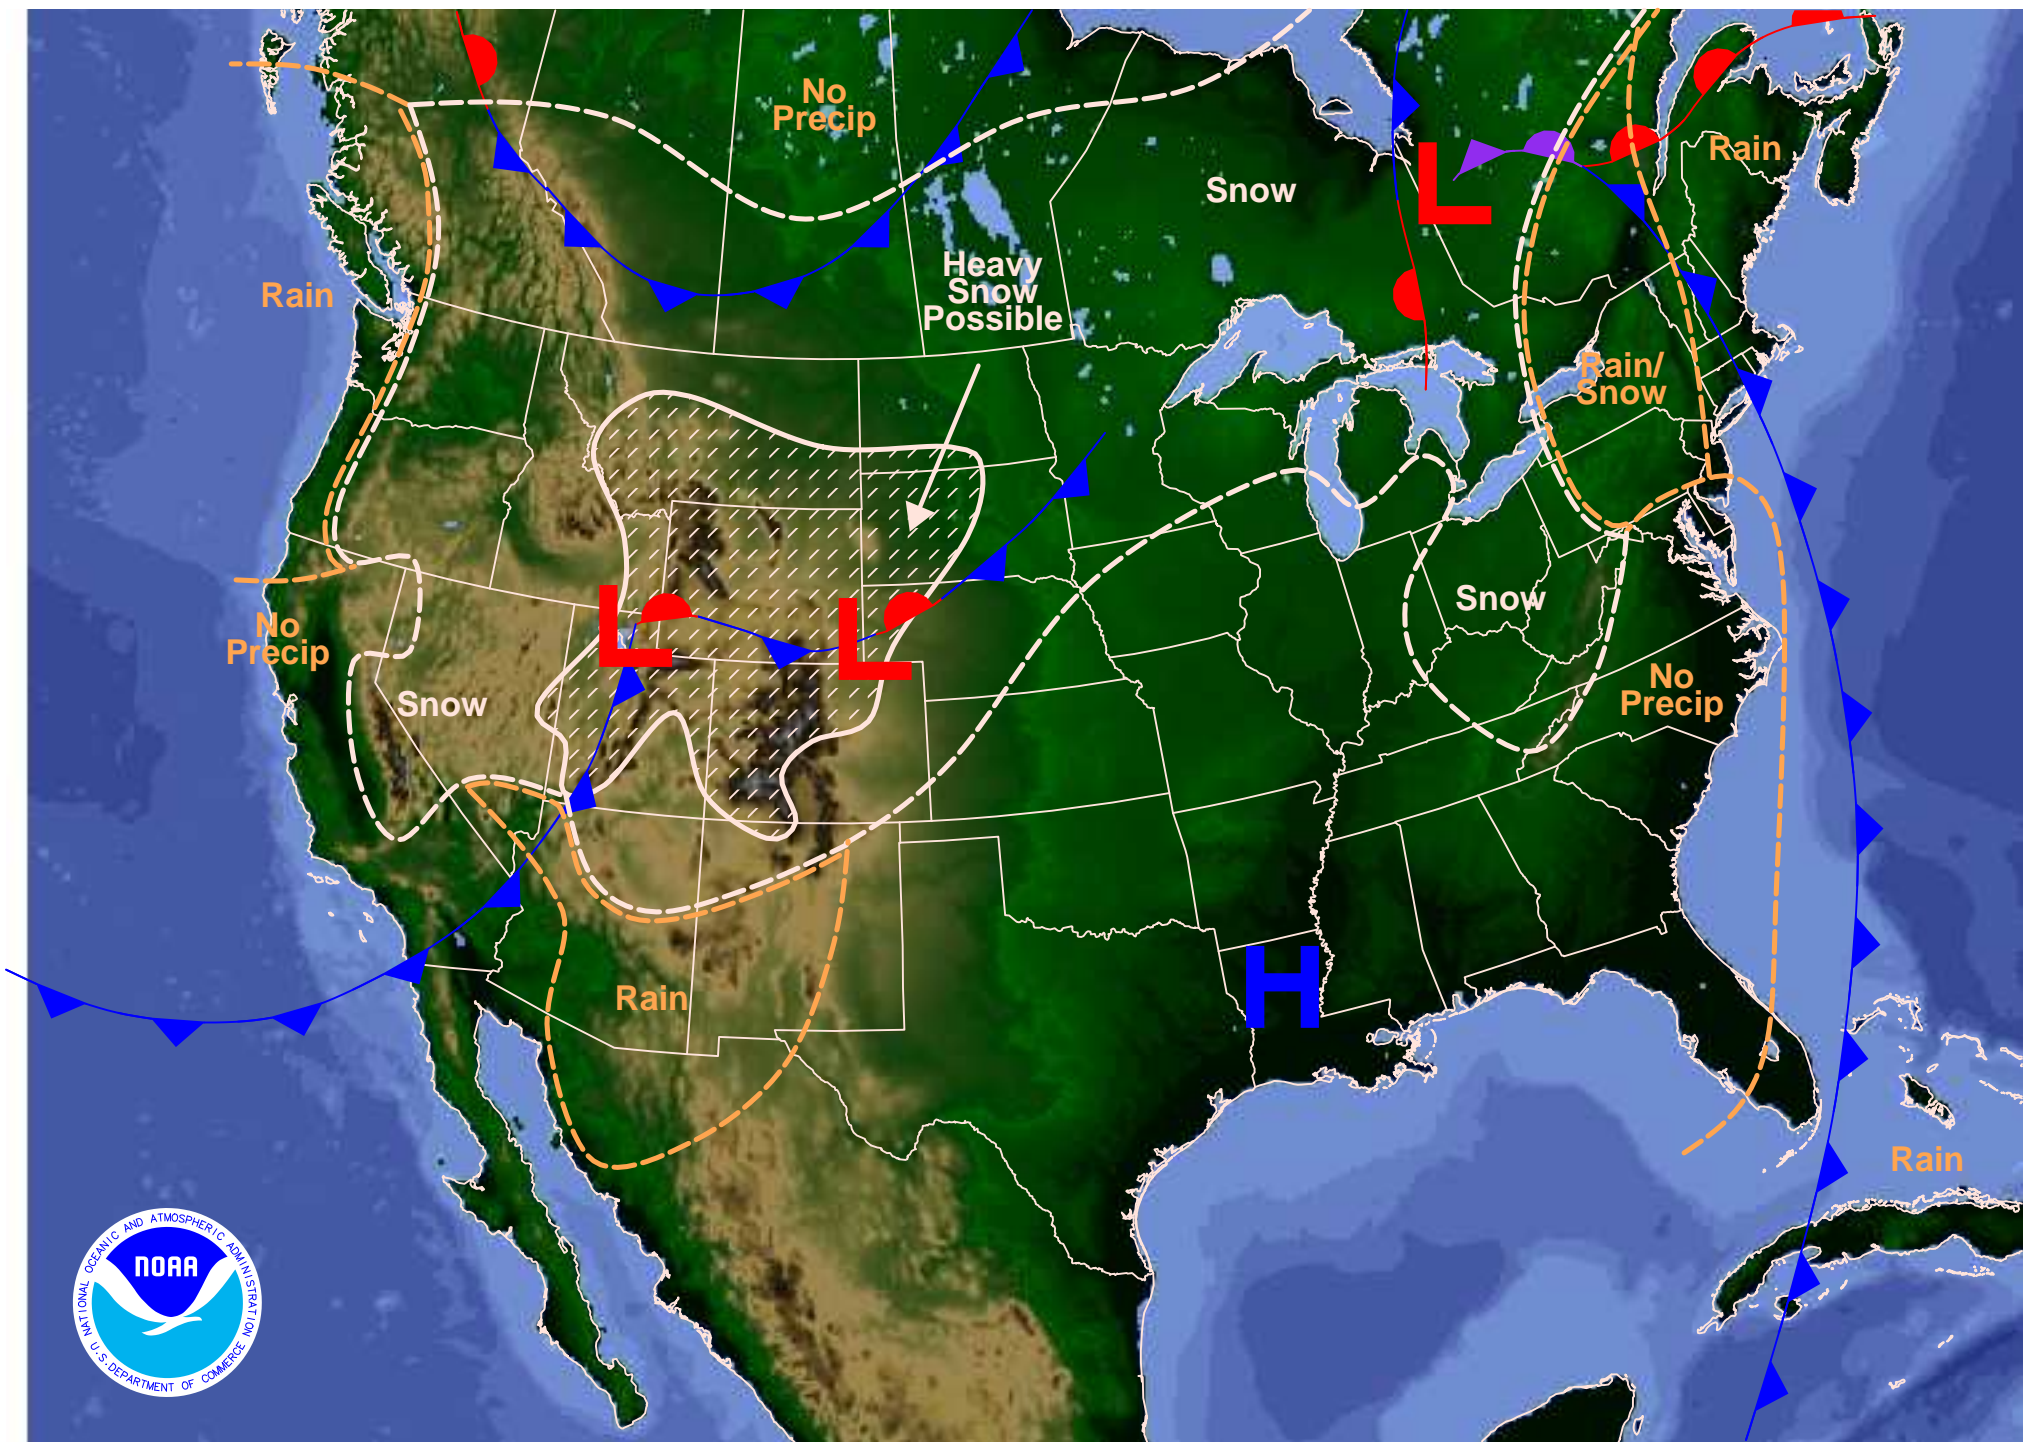 No
Precip
Rain
Snow
Heavy
Snow
Possible
Rain
Rain/
Snow
Snow
No
Precip
No
Precip
Snow
L
L
L
H
Rain
Rain
NATIONAL OCEANIC AND ATMOSPHERIC ADMINISTRATION
NOAA
U.S. DEPARTMENT OF COMMERCE